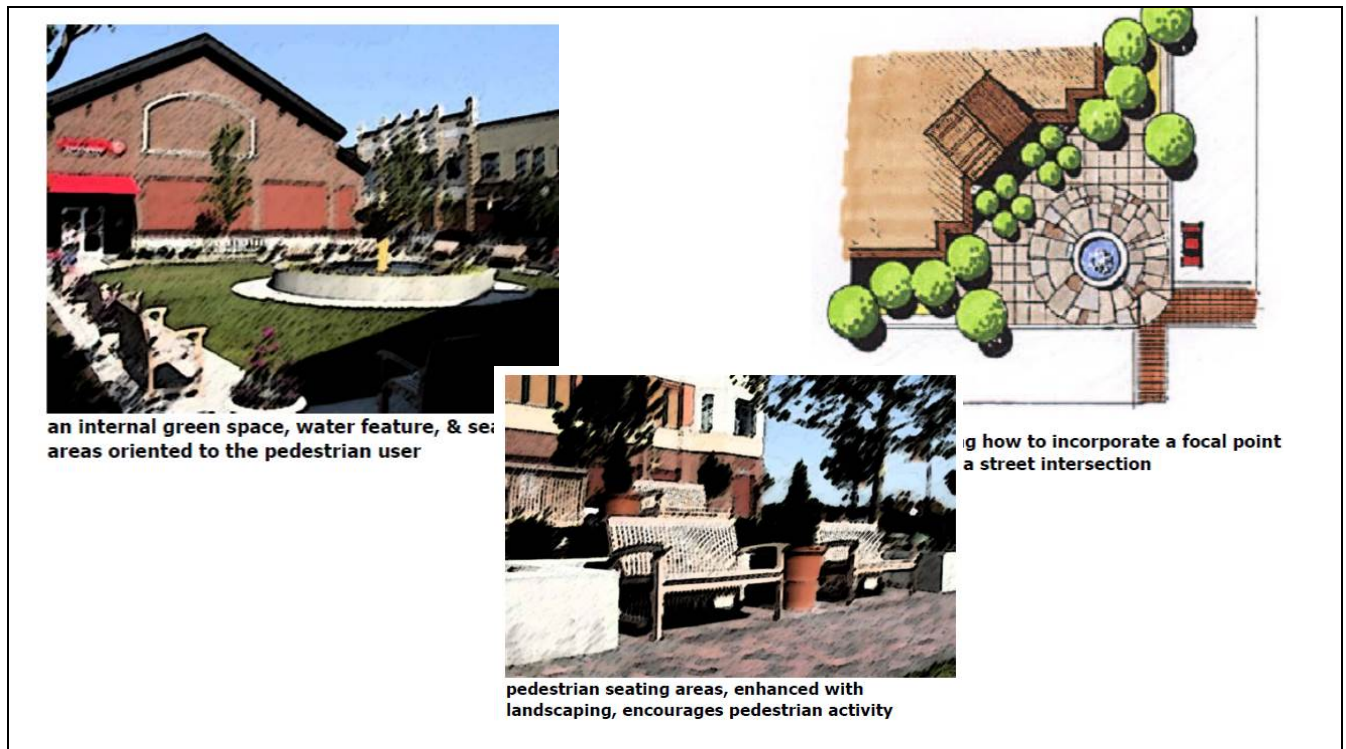 an internal green space, water feature, &
areas oriented to the pedestrian user
how to incorporate a focal point
a street intersection
pedestrian seating areas, enhanced with
landscaping, encourages pedestrian activity